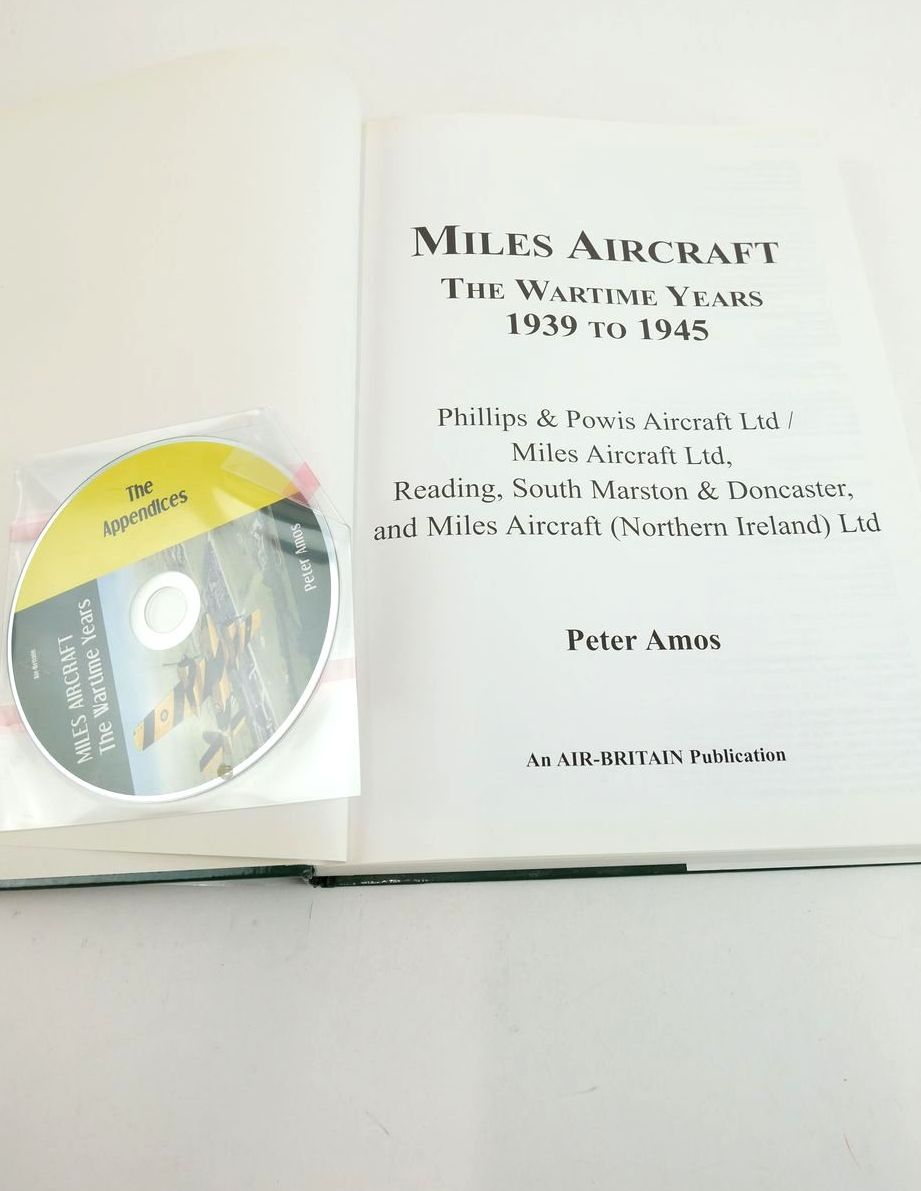 The
Appendices
Peter Amos
MILES AIRCRAFT
The Wartime Years
Air-Britain
MILES AIRCRAFT
THE WARTIME YEARS
1939 TO 1945
Phillips & Powis Aircraft Ltd /
Miles Aircraft Ltd,
Reading, South Marston & Doncaster,
and Miles Aircraft (Northern Ireland) Ltd
Peter Amos
An AIR-BRITAIN Publication